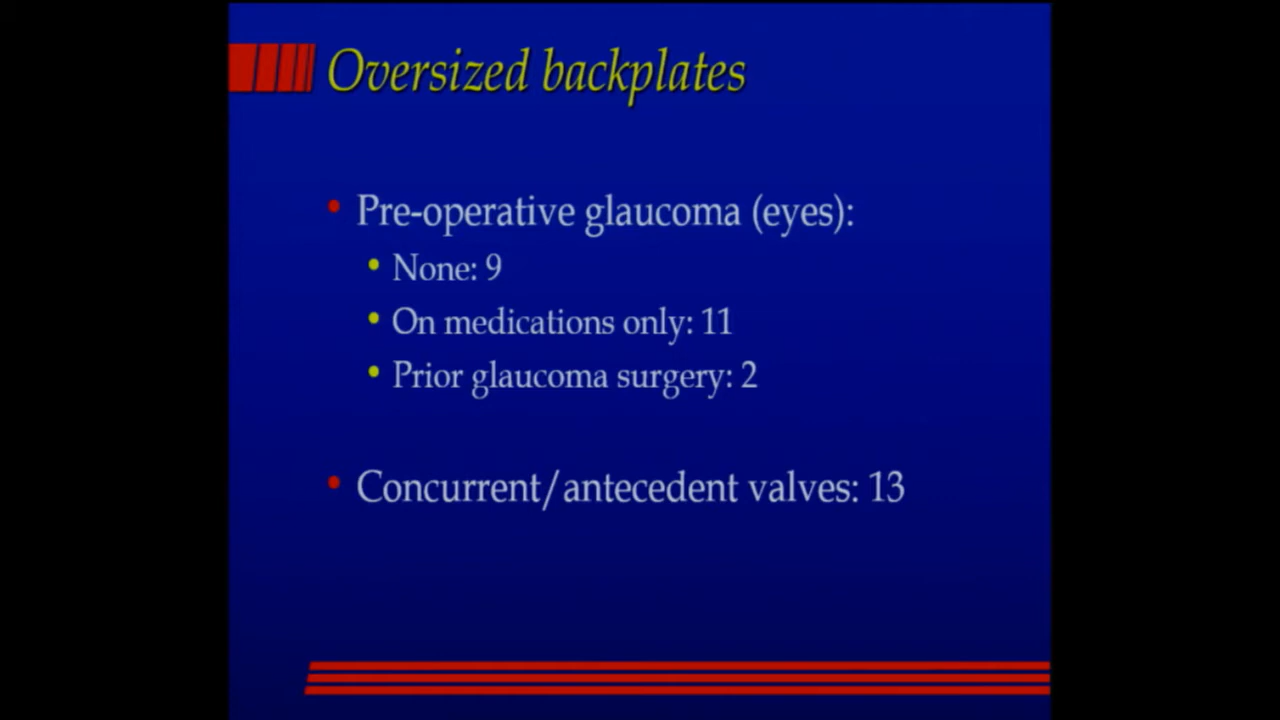 Oversized backplates
Pre-operative glaucoma (eyes):
None: 9
On medications only: 11
Prior glaucoma surgery: 2
Concurrent/antecedent valves: 13